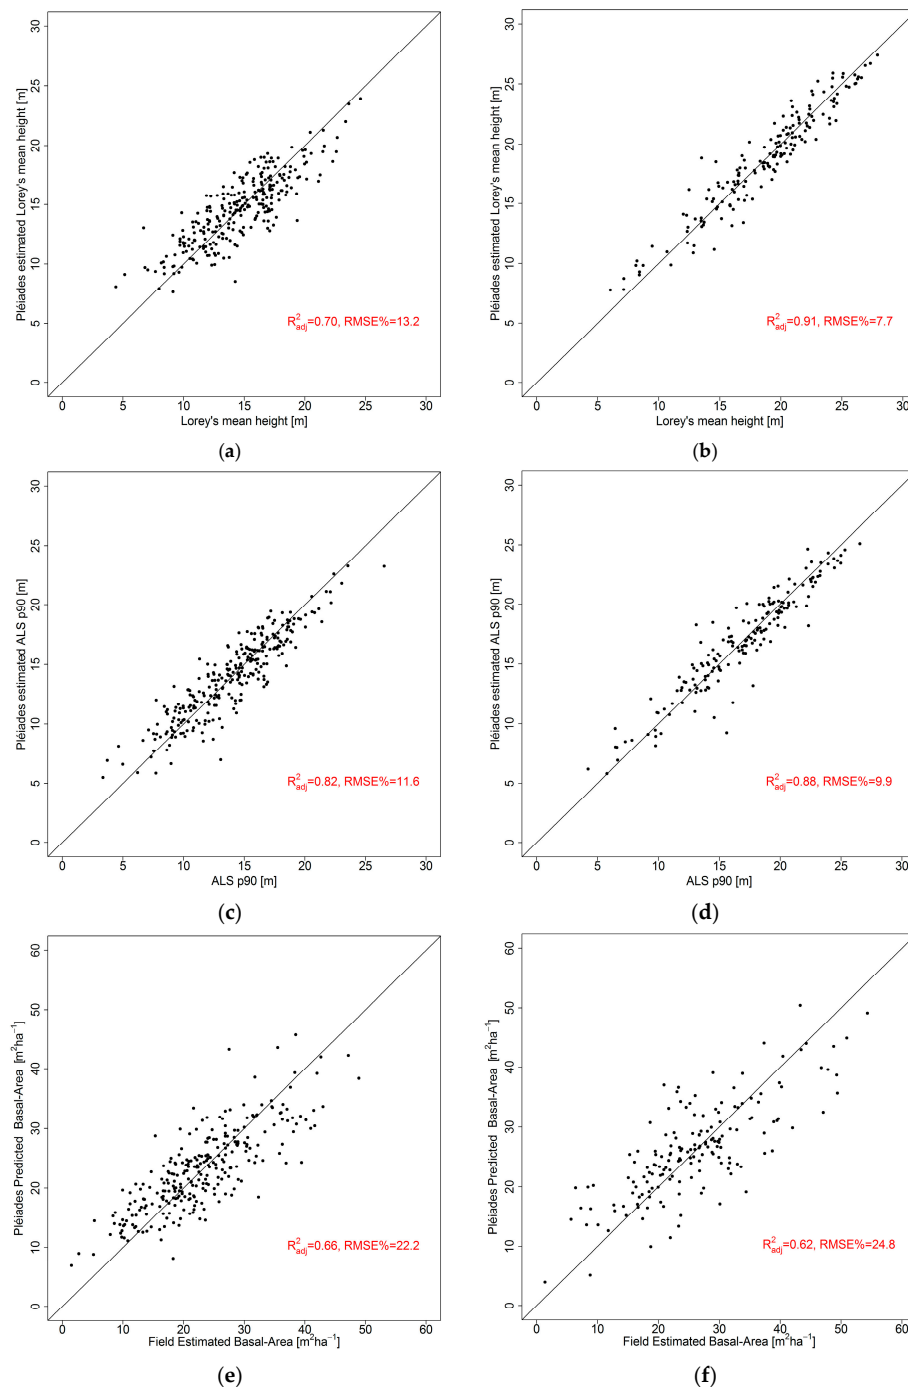 Pléiades estimated Lorey's mean height [m]
0 5 10 15 20 25 30
R²adj=0.70, RMSE%=13.2
0 5 10 15 20 25 30
Lorey's mean height [m]
(a)
Pléiades estimated Lorey's mean height [m]
0 5 10 15 20 25 30
R²adj=0.91, RMSE%=7.7
0 5 10 15 20 25 30
Lorey's mean height [m]
(b)
Pléiades estimated ALS p90 [m]
0 5 10 15 20 25 30
R²adj=0.82, RMSE%=11.6
0 5 10 15 20 25 30
ALS p90 [m]
(c)
Pléiades estimated ALS p90 [m]
0 5 10 15 20 25 30
R²adj=0.88, RMSE%=9.9
0 5 10 15 20 25 30
ALS p90 [m]
(d)
Pléiades Predicted Basal-Area [m²ha⁻¹]
0 10 20 30 40 50 60
R²adj=0.66, RMSE%=22.2
0 10 20 30 40 50 60
Field Estimated Basal-Area [m²ha⁻¹]
(e)
Pléiades Predicted Basal-Area [m²ha⁻¹]
0 10 20 30 40 50 60
R²adj=0.62, RMSE%=24.8
0 10 20 30 40 50 60
Field Estimated Basal-Area [m²ha⁻¹]
(f)